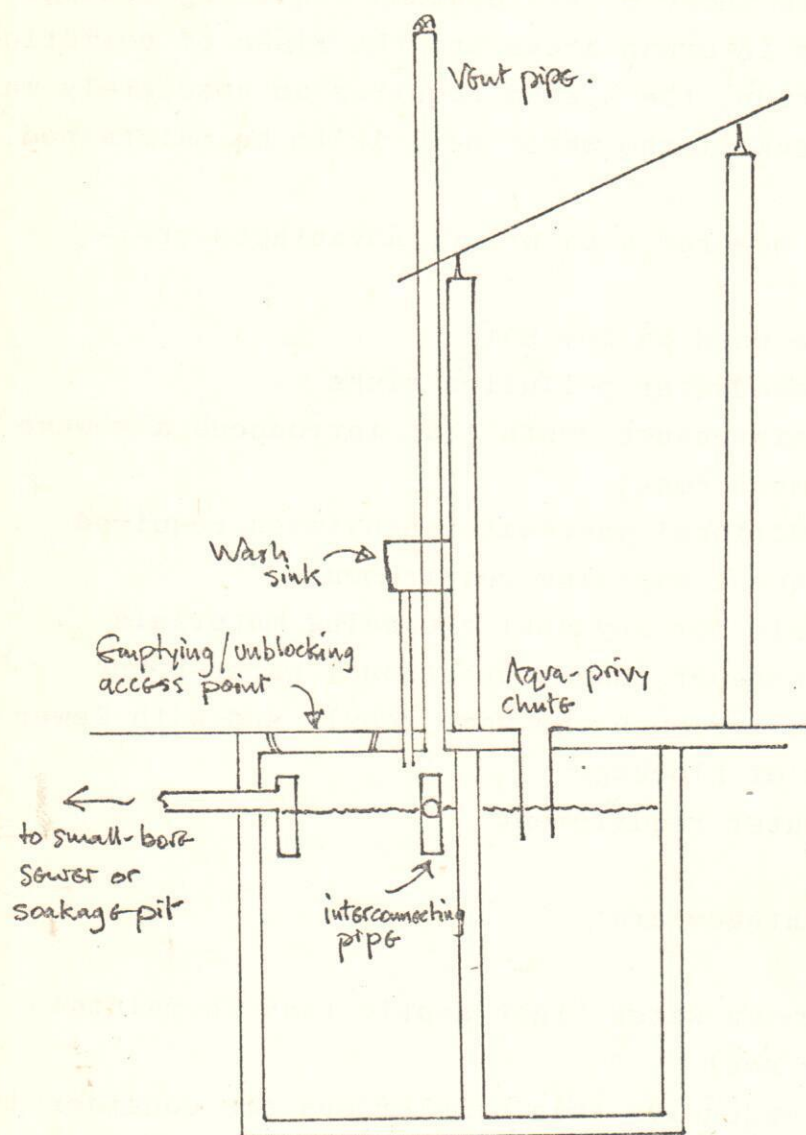 Vent pipe.
Wash
sink
Emptying/unblocking
access point
Aqua-privy
chute
to small-bore
sewer or
soakage-pit
interconnecting
pipe